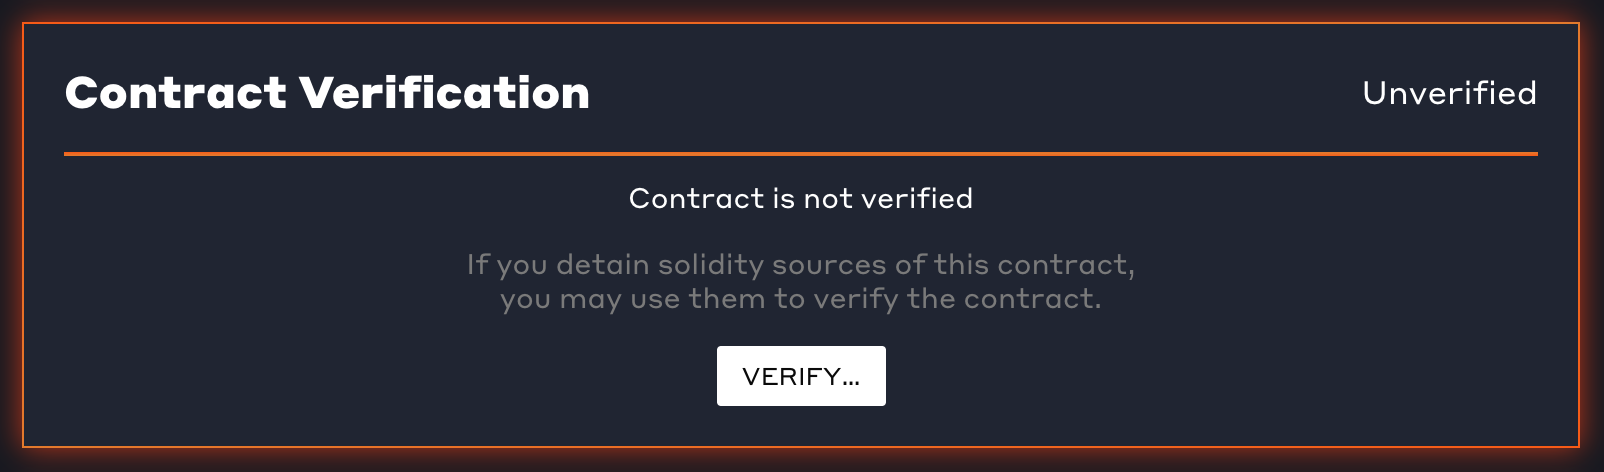 Contract Verification
Unverified
Contract is not verified
If you detain solidity sources of this contract,
you may use them to verify the contract.
VERIFY...